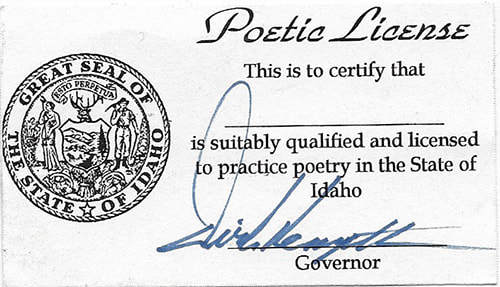 Poetic License
This is to certify that
is suitably qualified and licensed
to practice poetry in the State of
Idaho
Governor
GREAT SEAL OF
THE STATE OF IDAHO
ESTO PERPETUA